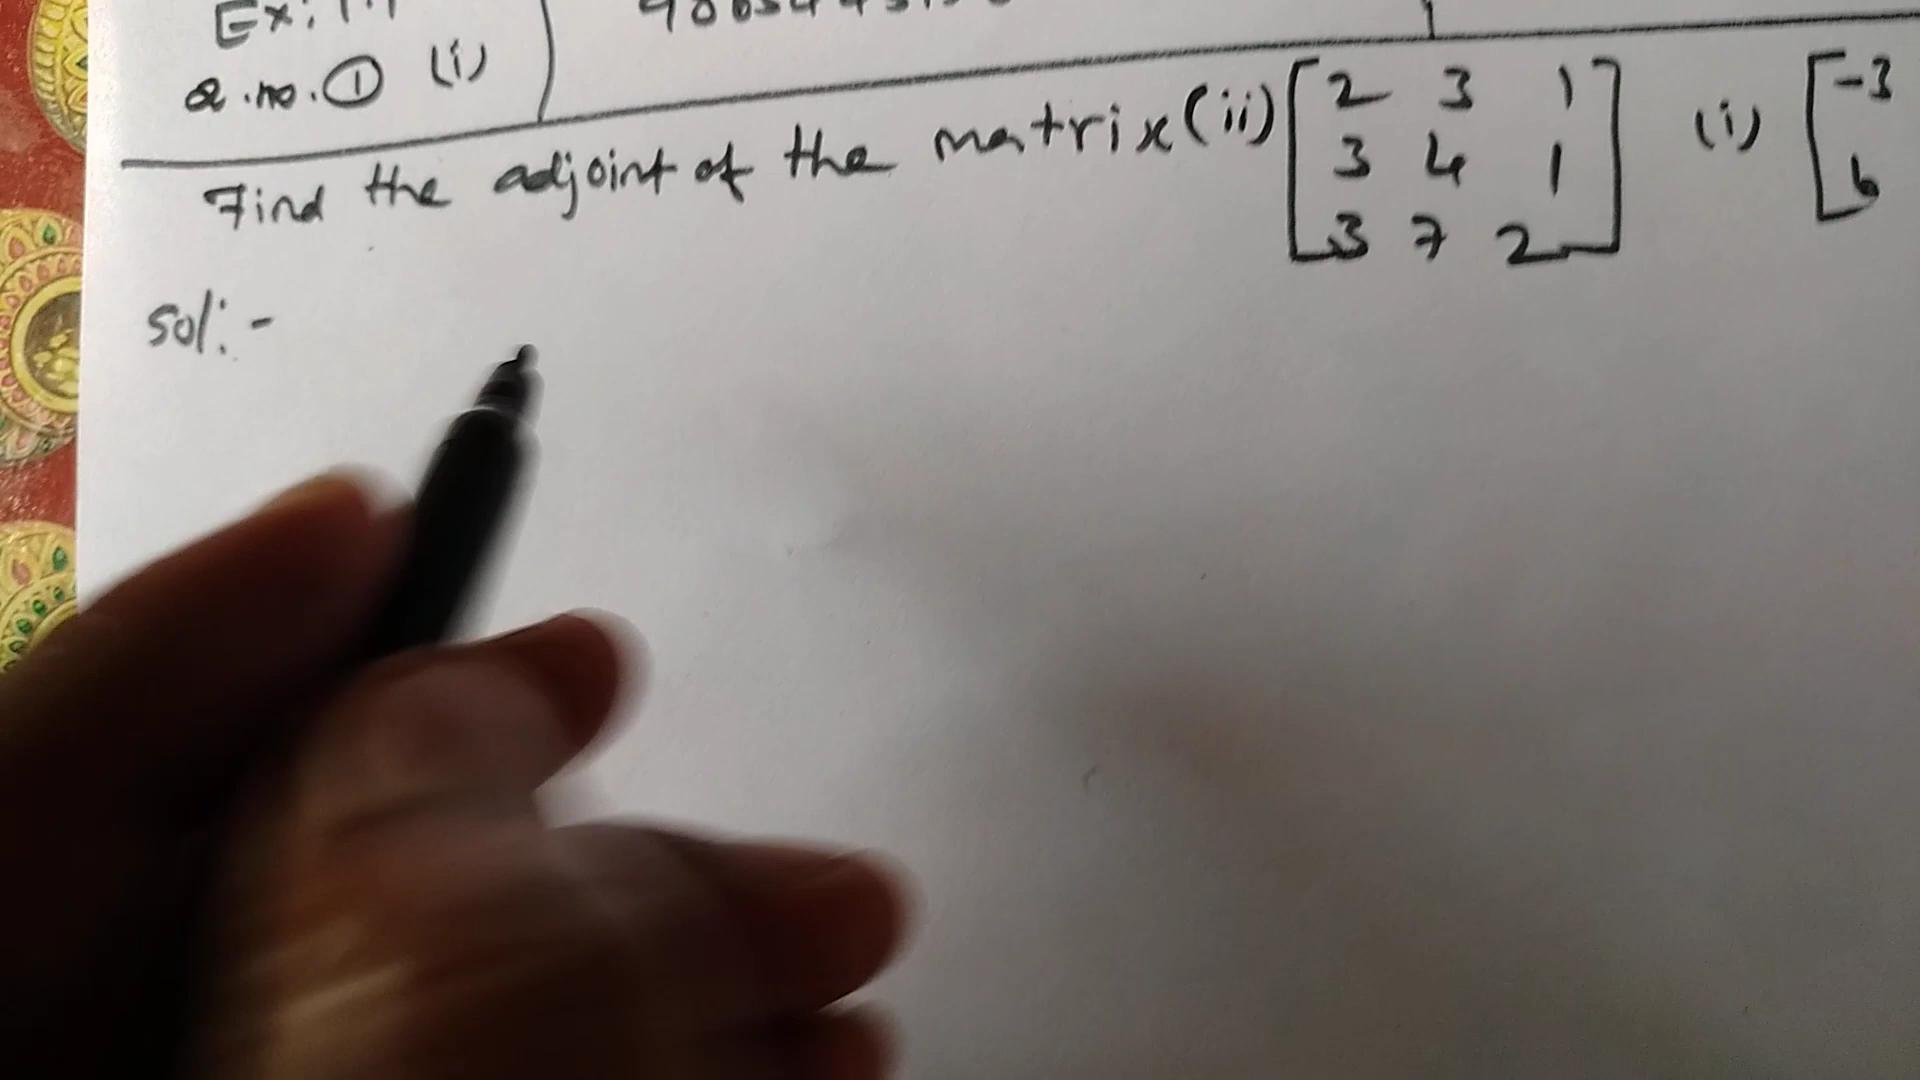 Ex:
Q.no. ① (i)
Find the adjoint of the matrix (ii) [2 3 1 (i) [-3
3 4 1
3 7 2] 6
Sol:-